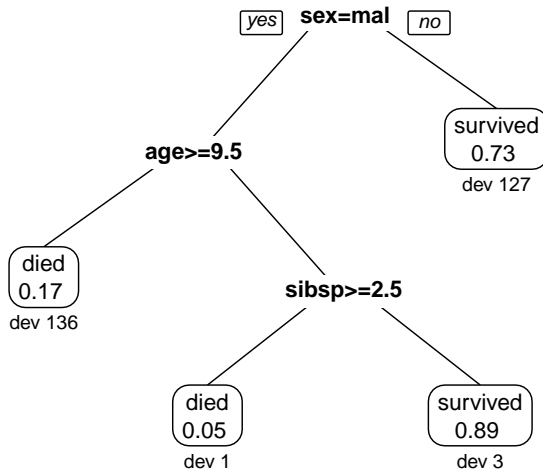 yes sex=mal no
survived
0.73
dev 127
age>=9.5
died
0.17
dev 136
sibsp>=2.5
died
0.05
dev 1
survived
0.89
dev 3